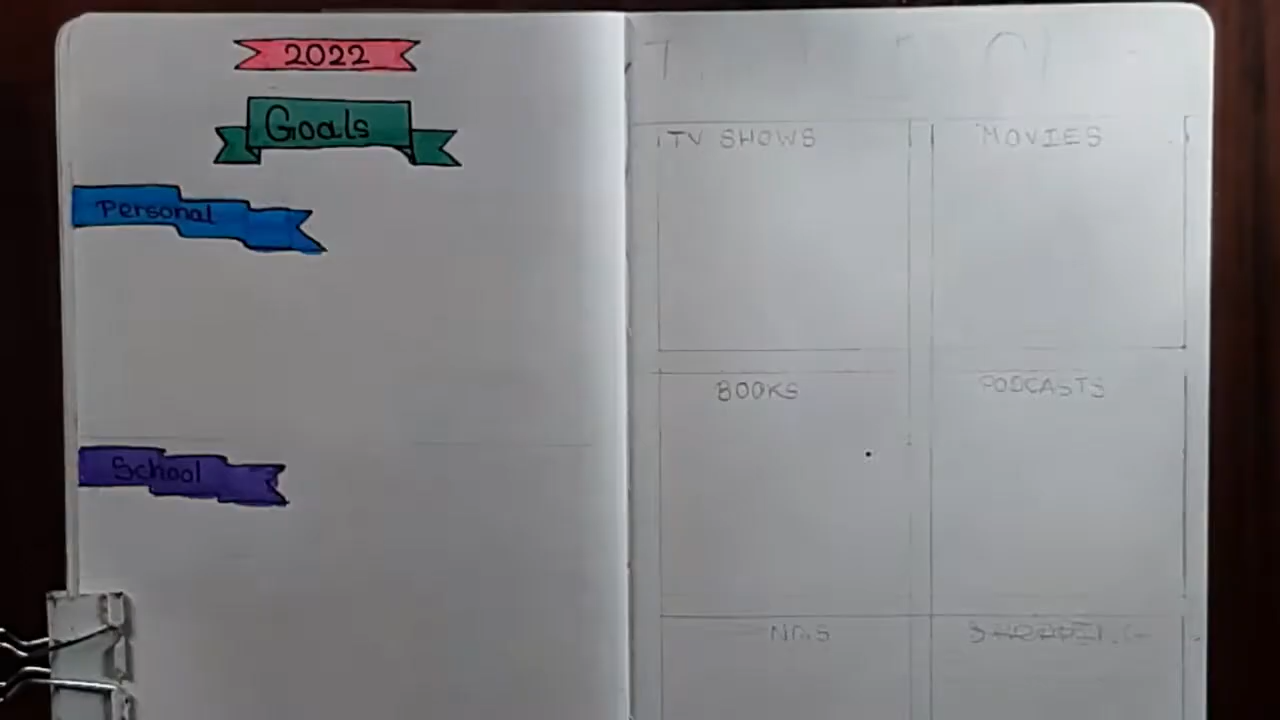 2022
Goals
Personal
School
TV SHOWS
MOVIES
BOOKS
PODCASTS